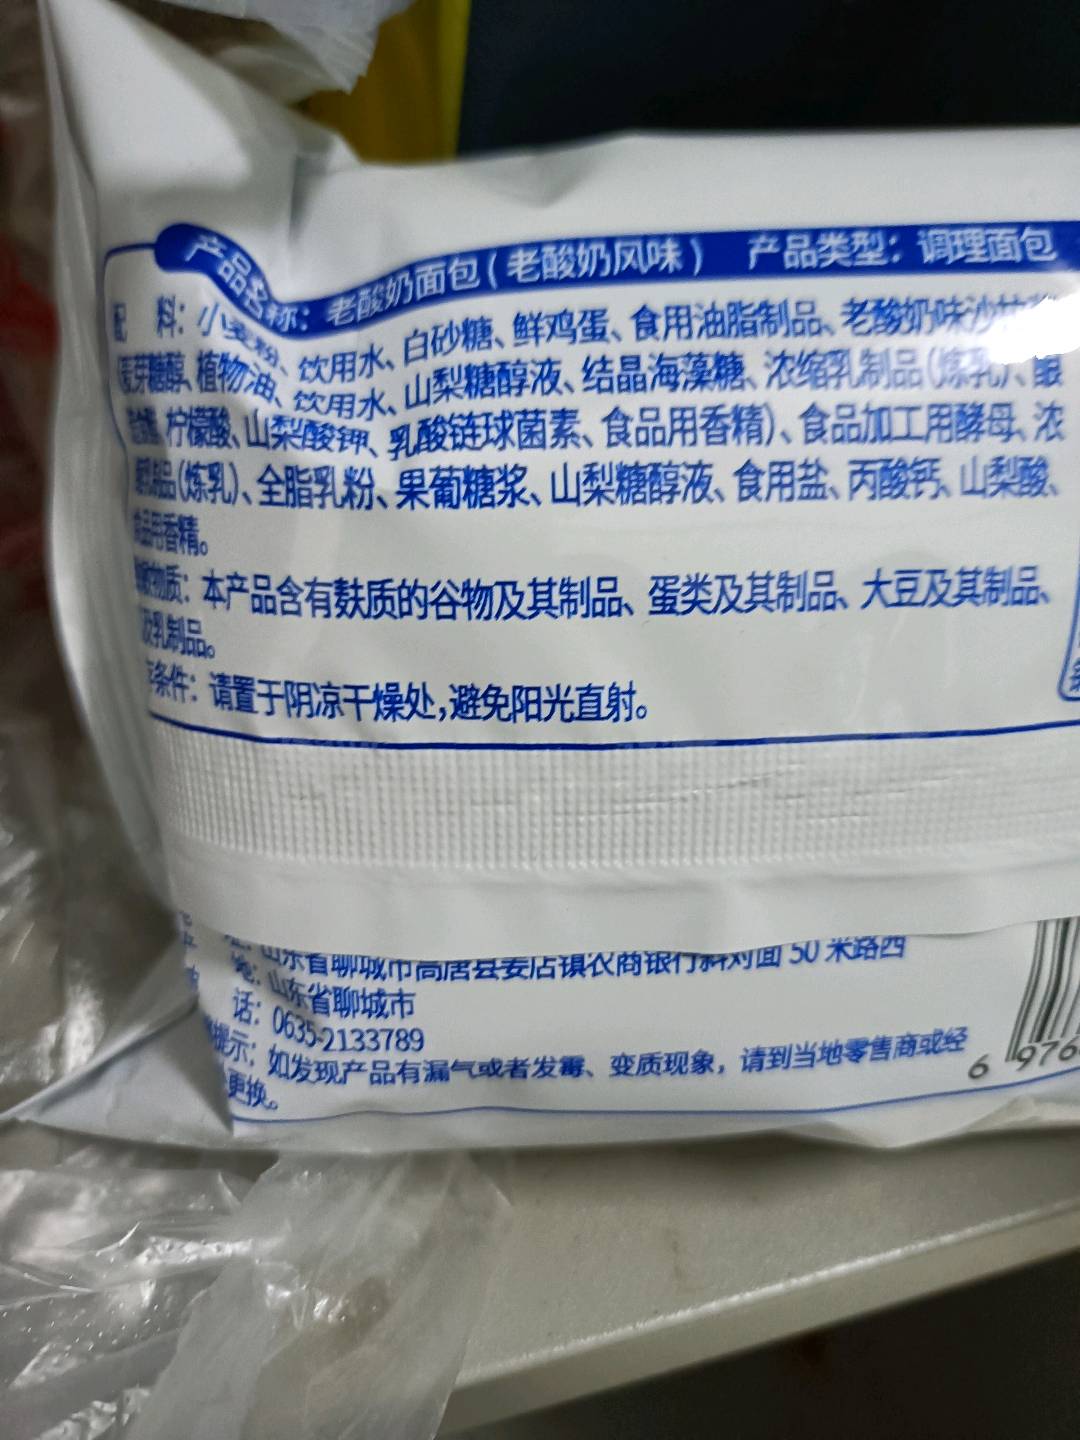 产品名称：老酸奶面包(老酸奶风味) 产品类型：调理面包
料：小麦粉、饮用水、白砂糖、鲜鸡蛋、食用油脂制品、老酸奶味沙拉
(麦芽糖醇、植物油、饮用水、山梨糖醇液、结晶海藻糖、浓缩乳制品(炼乳)、
柠檬酸、山梨酸钾、乳酸链球菌素、食品用香精)、食品加工用酵母、浓
制品(炼乳)、全脂乳粉、果葡糖浆、山梨糖醇液、食用盐、丙酸钙、山梨酸、
食品用香精。
物质：本产品含有麸质的谷物及其制品、蛋类及其制品、大豆及其制品、
乳制品。
条件：请置于阴凉干燥处,避免阳光直射。
山东省聊城市高唐县姜店镇农商银行斜对面50米路西
地：山东省聊城市
话：0635-2133789
提示：如发现产品有漏气或者发霉、变质现象，请到当地零售商或经
更换。
6 976